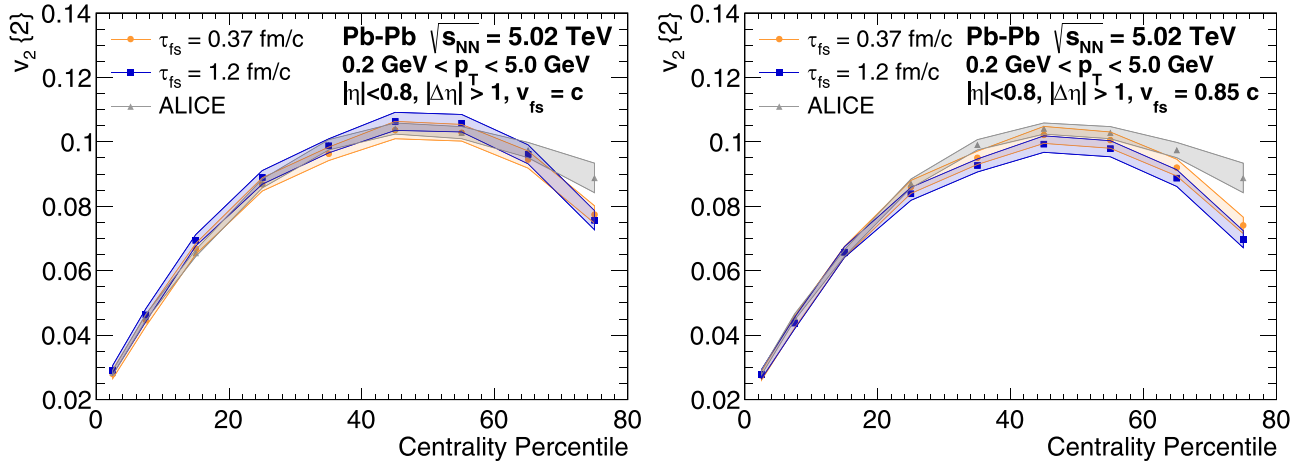 v₂ {2}
0.14
0.12
0.1
0.08
0.06
0.04
0.02
0
20
40
60
80
Centrality Percentile
τfs = 0.37 fm/c
τfs = 1.2 fm/c
ALICE
Pb-Pb √sNN = 5.02 TeV
0.2 GeV < pT < 5.0 GeV
|η|<0.8, |Δη| > 1, vfs = c
v₂ {2}
0.14
0.12
0.1
0.08
0.06
0.04
0.02
0
20
40
60
80
Centrality Percentile
τfs = 0.37 fm/c
τfs = 1.2 fm/c
ALICE
Pb-Pb √sNN = 5.02 TeV
0.2 GeV < pT < 5.0 GeV
|η|<0.8, |Δη| > 1, vfs = 0.85 c